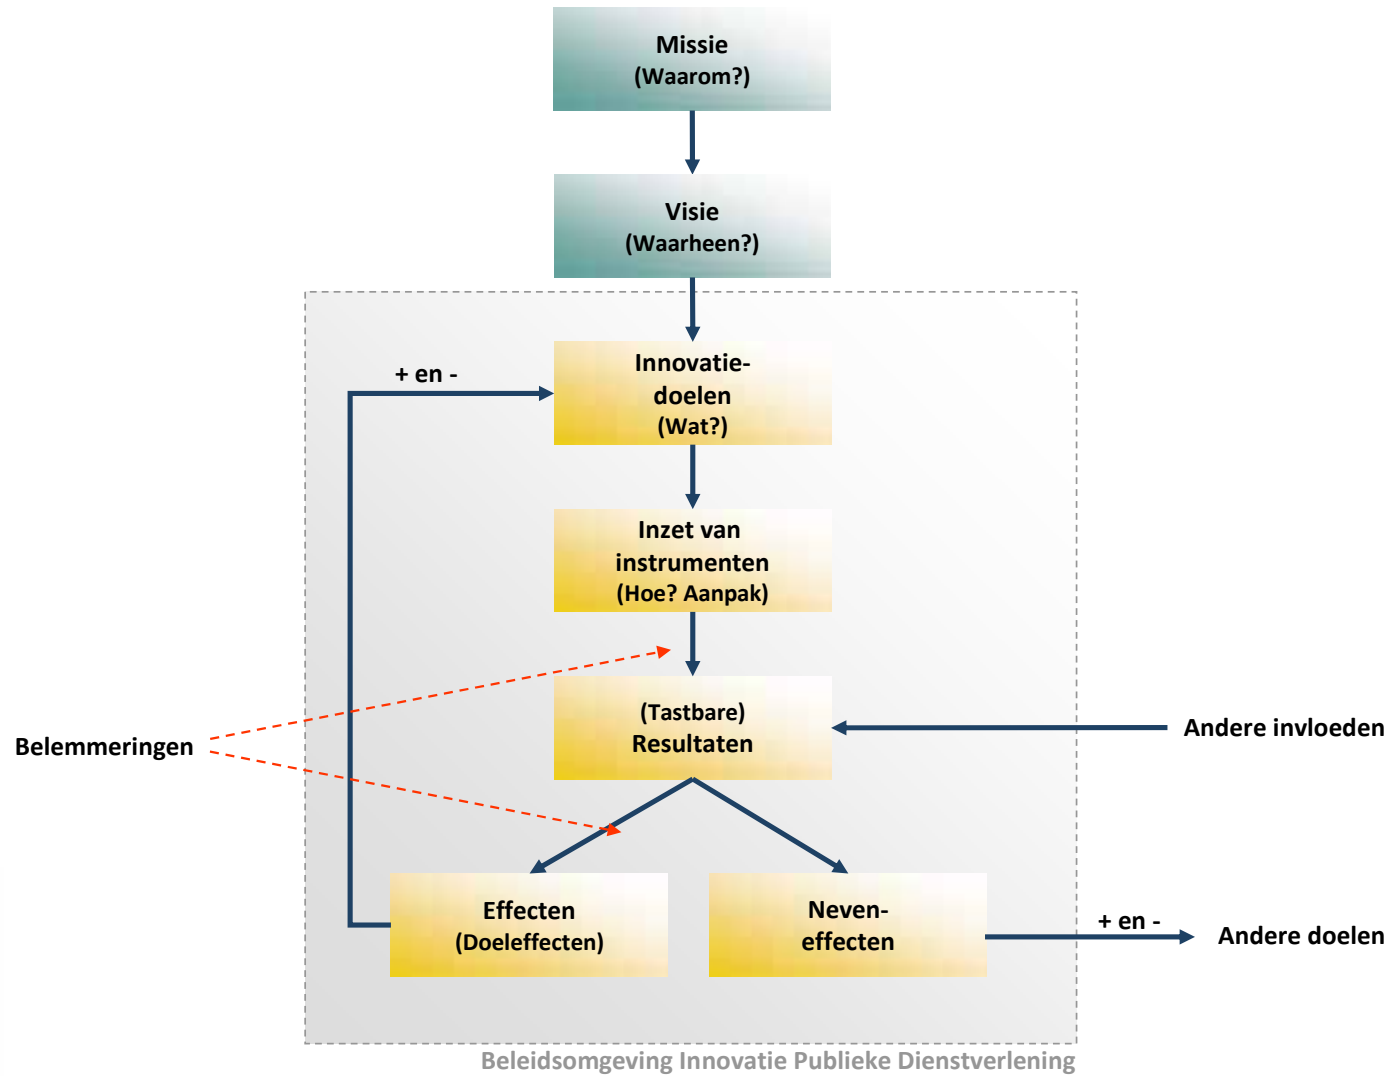 Missie
(Waarom?)
Visie
(Waarheen?)
+ en -
Innovatie-
doelen
(Wat?)
Inzet van
instrumenten
(Hoe? Aanpak)
(Tastbare)
Resultaten
Andere invloeden
Belemmeringen
Effecten
(Doeleffecten)
Neven-
effecten
+ en -
Andere doelen
Beleidsomgeving Innovatie Publieke Dienstverlening